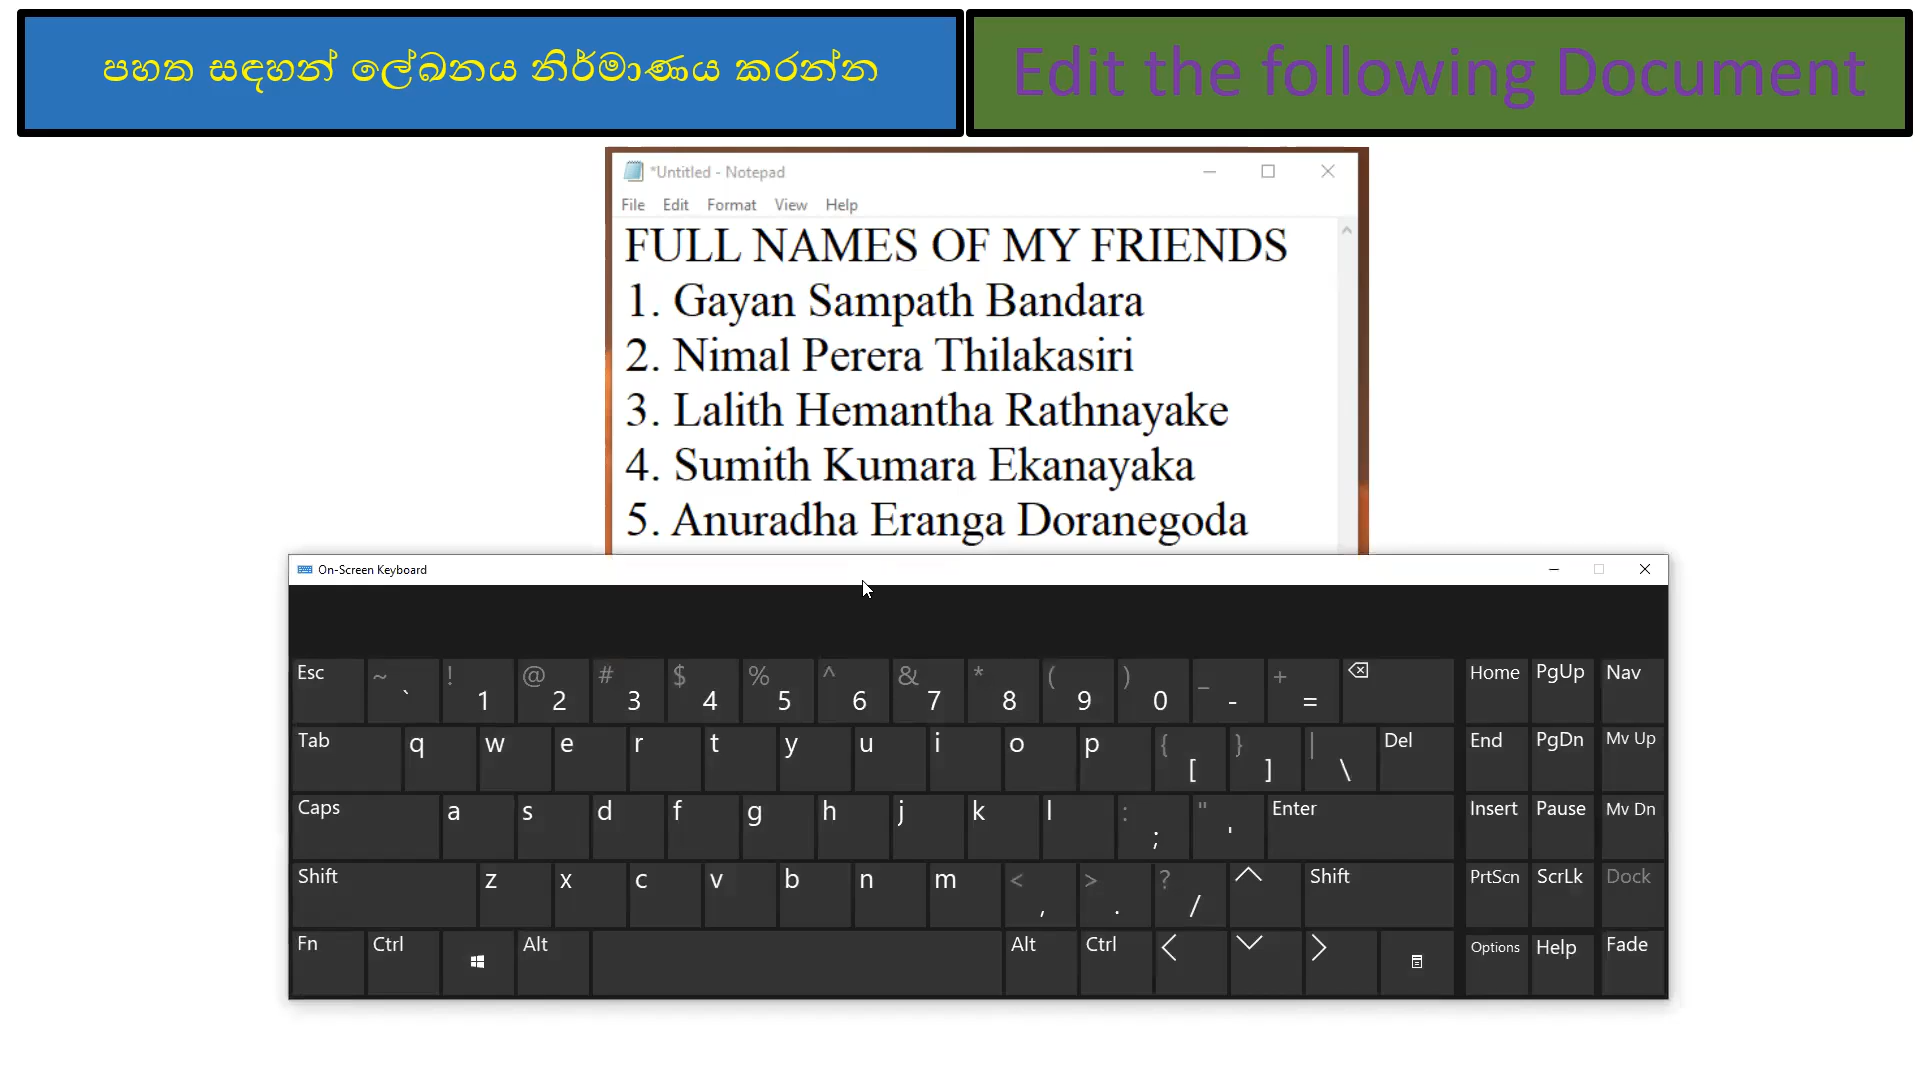 පහත සඳහන් ලේඛනය නිර්මාණය කරන්න
Edit the following Document
*Untitled - Notepad
File Edit Format View Help
FULL NAMES OF MY FRIENDS
1. Gayan Sampath Bandara
2. Nimal Perera Thilakasiri
3. Lalith Hemantha Rathnayake
4. Sumith Kumara Ekanayaka
5. Anuradha Eranga Doranegoda
On-Screen Keyboard
Esc ~ ` ! 1 @ 2 # 3 $ 4 % 5 ^ 6 & 7 * 8 ( 9 ) 0 _ - + = Home PgUp Nav
Tab q w e r t y u i o p { [ } ] | \ Del End PgDn Mv Up
Caps a s d f g h j k l : ; " ' Enter Insert Pause Mv Dn
Shift z x c v b n m < , > . ? / Shift PrtScn ScrLk Dock
Fn Ctrl Alt Alt Ctrl Options Help Fade